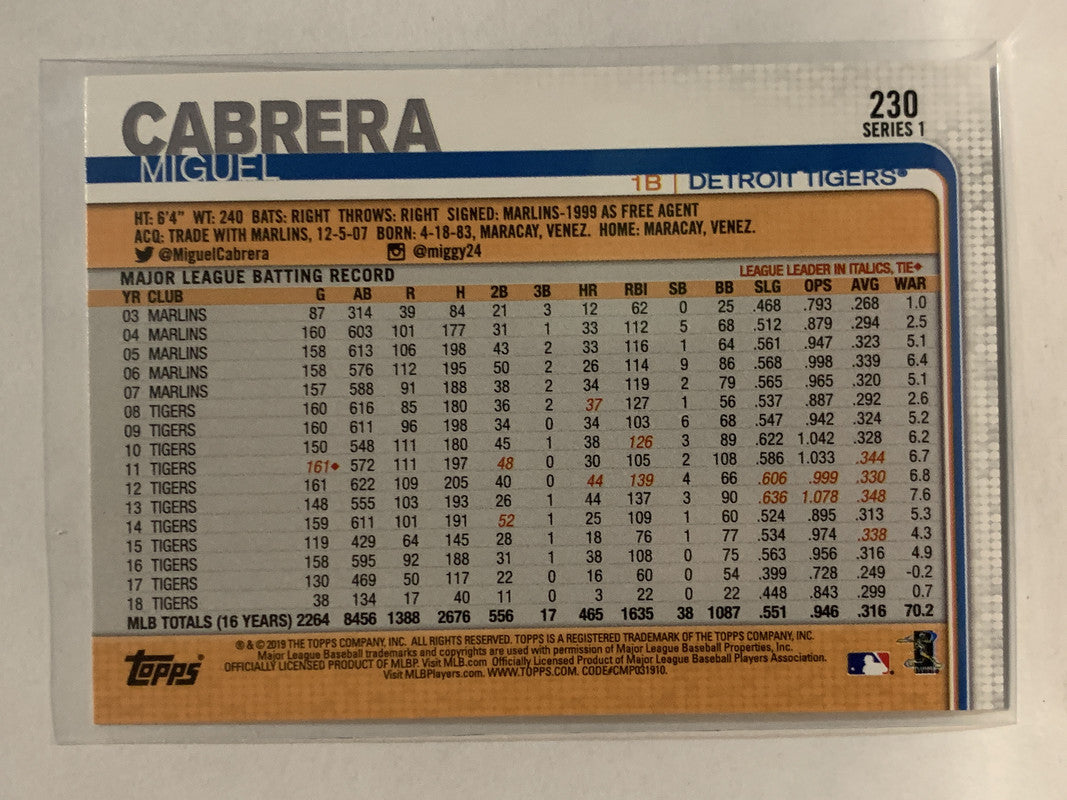 CABRERA
MIGUEL
230
SERIES 1
1B | DETROIT TIGERS®
HT: 6'4" WT: 240 BATS: RIGHT THROWS: RIGHT SIGNED: MARLINS-1999 AS FREE AGENT
ACQ: TRADE WITH MARLINS, 12-5-07 BORN: 4-18-83, MARACAY, VENEZ. HOME: MARACAY, VENEZ.
@MiguelCabrera @miggy24
MAJOR LEAGUE BATTING RECORD LEAGUE LEADER IN ITALICS, TIE♦
YR CLUB G AB R H 2B 3B HR RBI SB BB SLG OPS AVG WAR
03 MARLINS 87 314 39 84 21 3 12 62 0 25 .468 .793 .268 1.0
04 MARLINS 160 603 101 177 31 1 33 112 5 68 .512 .879 .294 2.5
05 MARLINS 158 613 106 198 43 2 33 116 1 64 .561 .947 .323 5.1
06 MARLINS 158 576 112 195 50 2 26 114 9 86 .568 .998 .339 6.4
07 MARLINS 157 588 91 188 38 2 34 119 2 79 .565 .965 .320 5.1
08 TIGERS 160 616 85 180 36 2 37 127 1 56 .537 .887 .292 2.6
09 TIGERS 160 611 96 198 34 0 34 103 6 68 .547 .942 .324 5.2
10 TIGERS 150 548 111 180 45 1 38 126 3 89 .622 1.042 .328 6.2
11 TIGERS 161♦ 572 111 197 48 0 30 105 2 108 .586 1.033 .344 6.7
12 TIGERS 161 622 109 205 40 0 44 139 4 66 .606 .999 .330 6.8
13 TIGERS 148 555 103 193 26 1 44 137 3 90 .636 1.078 .348 7.6
14 TIGERS 159 611 101 191 52 1 25 109 1 60 .524 .895 .313 5.3
15 TIGERS 119 429 64 145 28 1 18 76 1 77 .534 .974 .338 4.3
16 TIGERS 158 595 92 188 31 1 38 108 0 75 .563 .956 .316 4.9
17 TIGERS 130 469 50 117 22 0 16 60 0 54 .399 .728 .249 -0.2
18 TIGERS 38 134 17 40 11 0 3 22 0 22 .448 .843 .299 0.7
MLB TOTALS (16 YEARS) 2264 8456 1388 2676 556 17 465 1635 38 1087 .551 .946 .316 70.2
® & © 2019 THE TOPPS COMPANY, INC. ALL RIGHTS RESERVED. TOPPS IS A REGISTERED TRADEMARK OF THE TOPPS COMPANY, INC.
Major League Baseball trademarks and copyrights are used with permission of Major League Baseball Properties, Inc.
OFFICIALLY LICENSED PRODUCT OF MLBP. Visit MLB.com Officially Licensed Product of Major League Baseball Players Association.
Visit MLBPlayers.com. WWW.TOPPS.COM. CODE#CMP031910.
topps